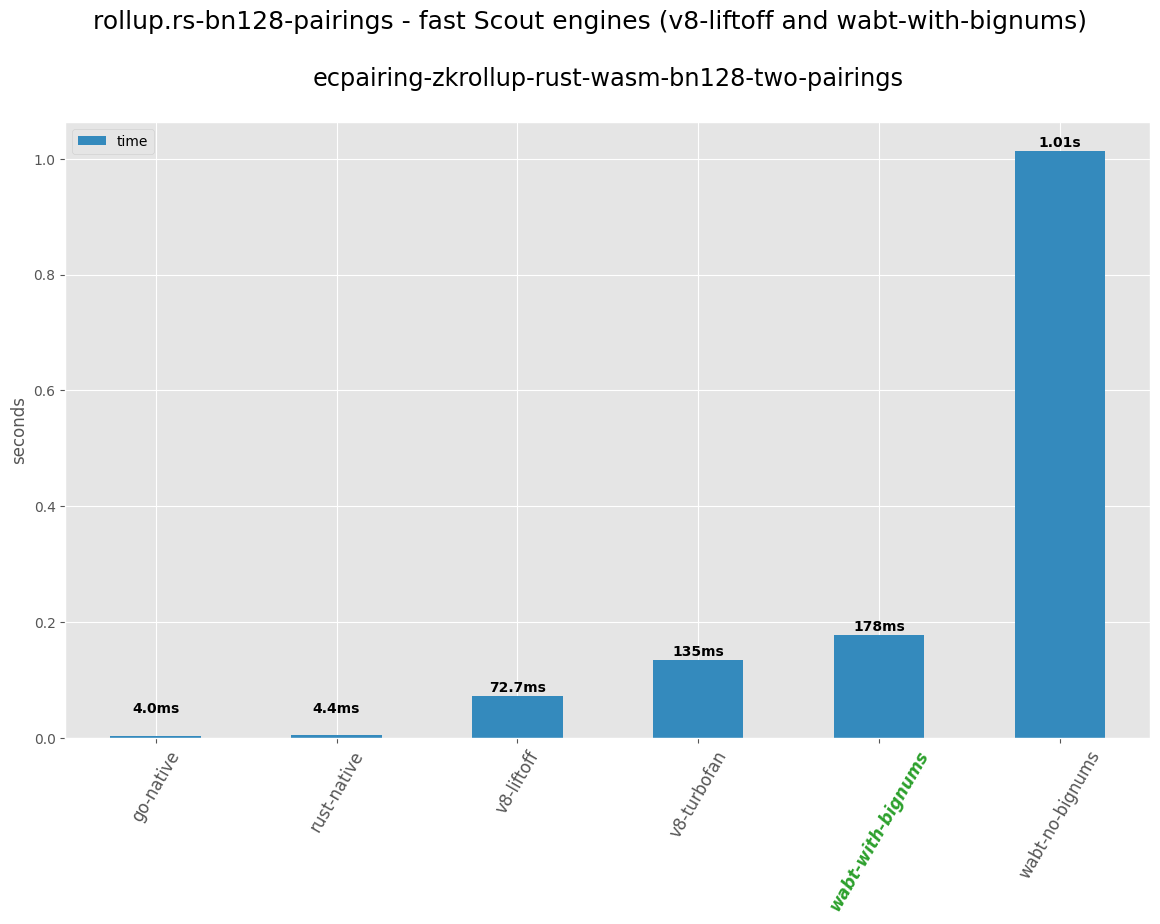 rollup.rs-bn128-pairings - fast Scout engines (v8-liftoff and wabt-with-bignums)
ecpairing-zkrollup-rust-wasm-bn128-two-pairings
time
seconds
1.0
0.8
0.6
0.4
0.2
0.0
4.0ms
4.4ms
72.7ms
135ms
178ms
1.01s
go-native
rust-native
v8-liftoff
v8-turbofan
wabt-with-bignums
wabt-no-bignums